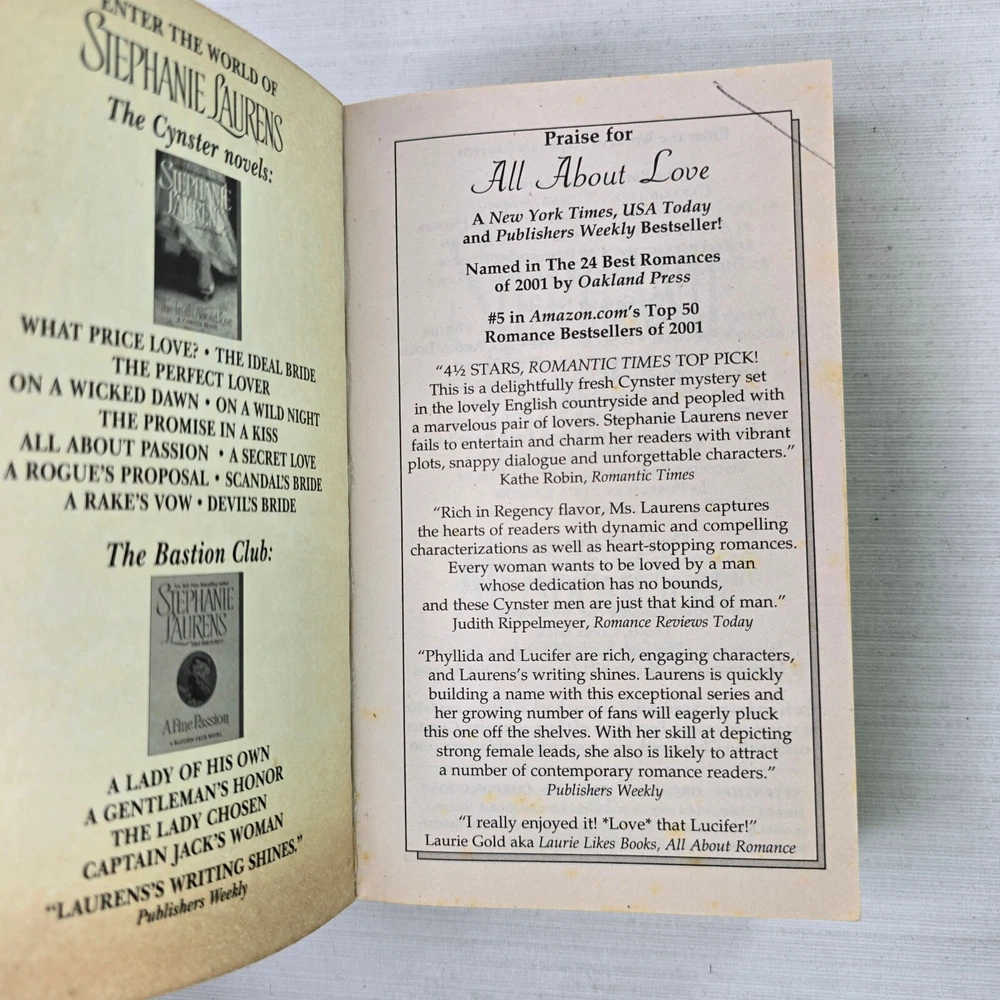 ENTER THE WORLD OF
STEPHANIE LAURENS
The Cynster novels:
STEPHANIE
LAURENS
WHAT PRICE LOVE? • THE IDEAL BRIDE
THE PERFECT LOVER
ON A WICKED DAWN • ON A WILD NIGHT
THE PROMISE IN A KISS
ALL ABOUT PASSION • A SECRET LOVE
A ROGUE'S PROPOSAL • SCANDAL'S BRIDE
A RAKE'S VOW • DEVIL'S BRIDE
The Bastion Club:
STEPHANIE
LAURENS
A Fine Passion
A BASTION CLUB NOVEL
A LADY OF HIS OWN
A GENTLEMAN'S HONOR
THE LADY CHOSEN
CAPTAIN JACK'S WOMAN
"LAURENS'S WRITING SHINES."
Publishers Weekly
Praise for
All About Love
A New York Times, USA Today
and Publishers Weekly Bestseller!
Named in The 24 Best Romances
of 2001 by Oakland Press
#5 in Amazon.com's Top 50
Romance Bestsellers of 2001
"4½ STARS, ROMANTIC TIMES TOP PICK!
This is a delightfully fresh Cynster mystery set
in the lovely English countryside and peopled with
a marvelous pair of lovers. Stephanie Laurens never
fails to entertain and charm her readers with vibrant
plots, snappy dialogue and unforgettable characters."
Kathe Robin, Romantic Times
"Rich in Regency flavor, Ms. Laurens captures
the hearts of readers with dynamic and compelling
characterizations as well as heart-stopping romances.
Every woman wants to be loved by a man
whose dedication has no bounds,
and these Cynster men are just that kind of man."
Judith Rippelmeyer, Romance Reviews Today
"Phyllida and Lucifer are rich, engaging characters,
and Laurens's writing shines. Laurens is quickly
building a name with this exceptional series and
her growing number of fans will eagerly pluck
this one off the shelves. With her skill at depicting
strong female leads, she also is likely to attract
a number of contemporary romance readers."
Publishers Weekly
"I really enjoyed it! *Love* that Lucifer!"
Laurie Gold aka Laurie Likes Books, All About Romance